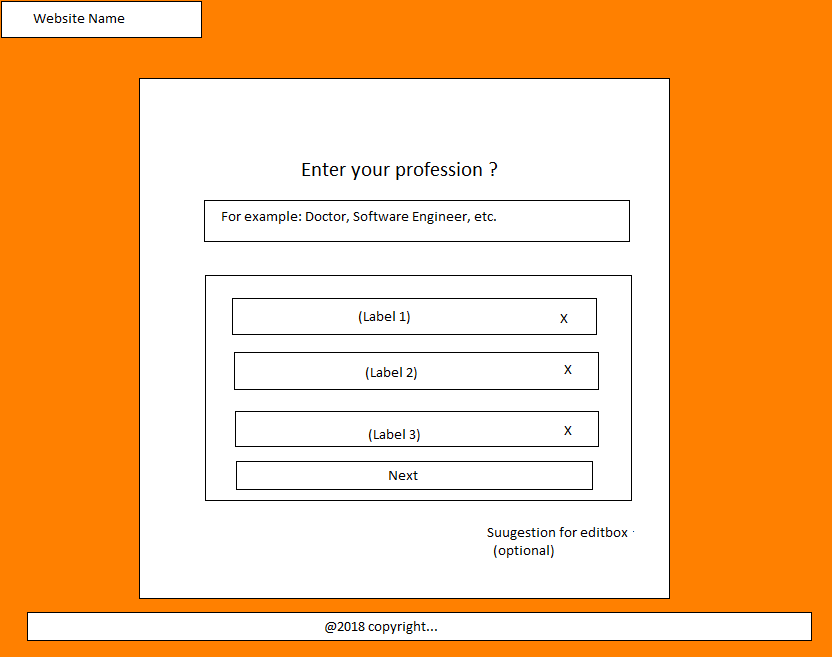 Website Name
Enter your profession ?
For example: Doctor, Software Engineer, etc.
(Label 1) X
(Label 2) X
(Label 3) X
Next
Suugestion for editbox
(optional)
@2018 copyright...